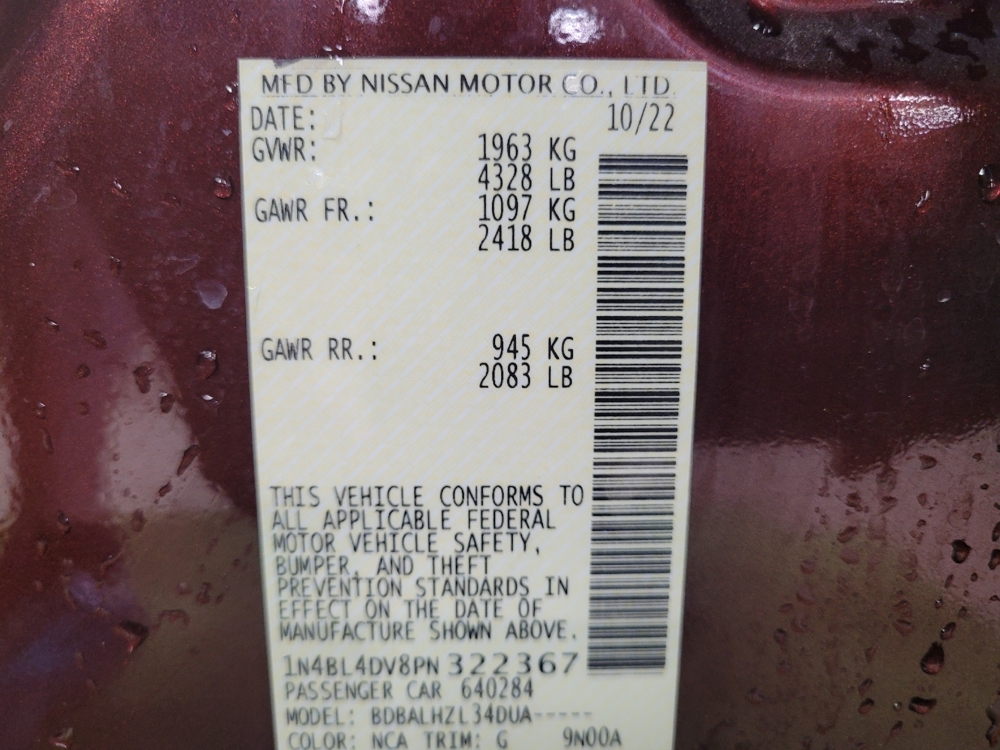 MFD BY NISSAN MOTOR CO., LTD.
DATE: 10/22
GVWR: 1963 KG
4328 LB
GAWR FR.: 1097 KG
2418 LB
GAWR RR.: 945 KG
2083 LB
THIS VEHICLE CONFORMS TO
ALL APPLICABLE FEDERAL
MOTOR VEHICLE SAFETY,
BUMPER, AND THEFT
PREVENTION STANDARDS IN
EFFECT ON THE DATE OF
MANUFACTURE SHOWN ABOVE.
1N4BL4DV8PN 322367
PASSENGER CAR 640284
MODEL: BDBALHZL34DUA-----
COLOR: NCA TRIM: G 9N00A